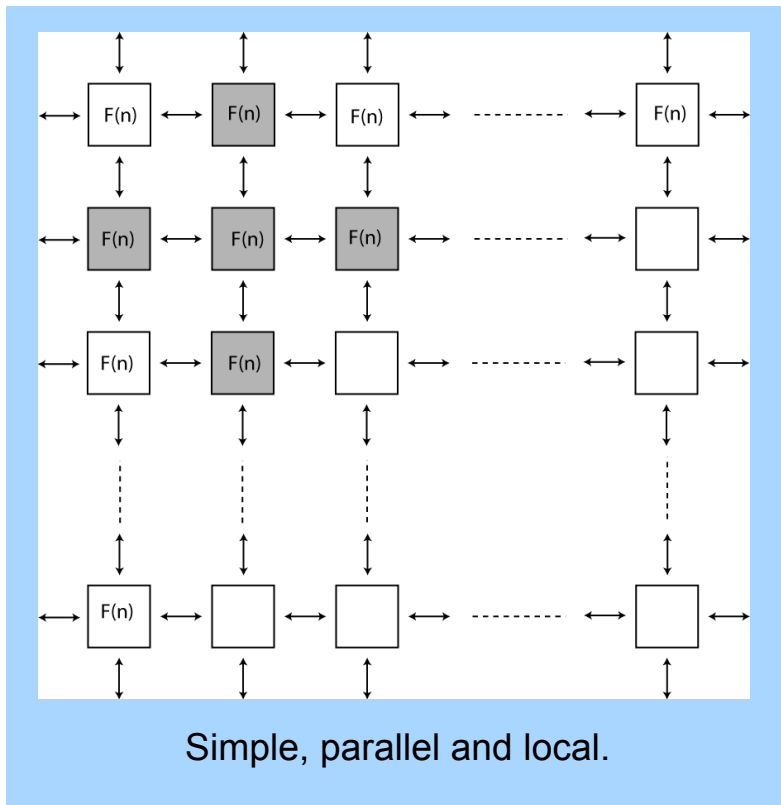 F(n) F(n) F(n) F(n)
F(n) F(n) F(n)
F(n) F(n)
F(n)
Simple, parallel and local.